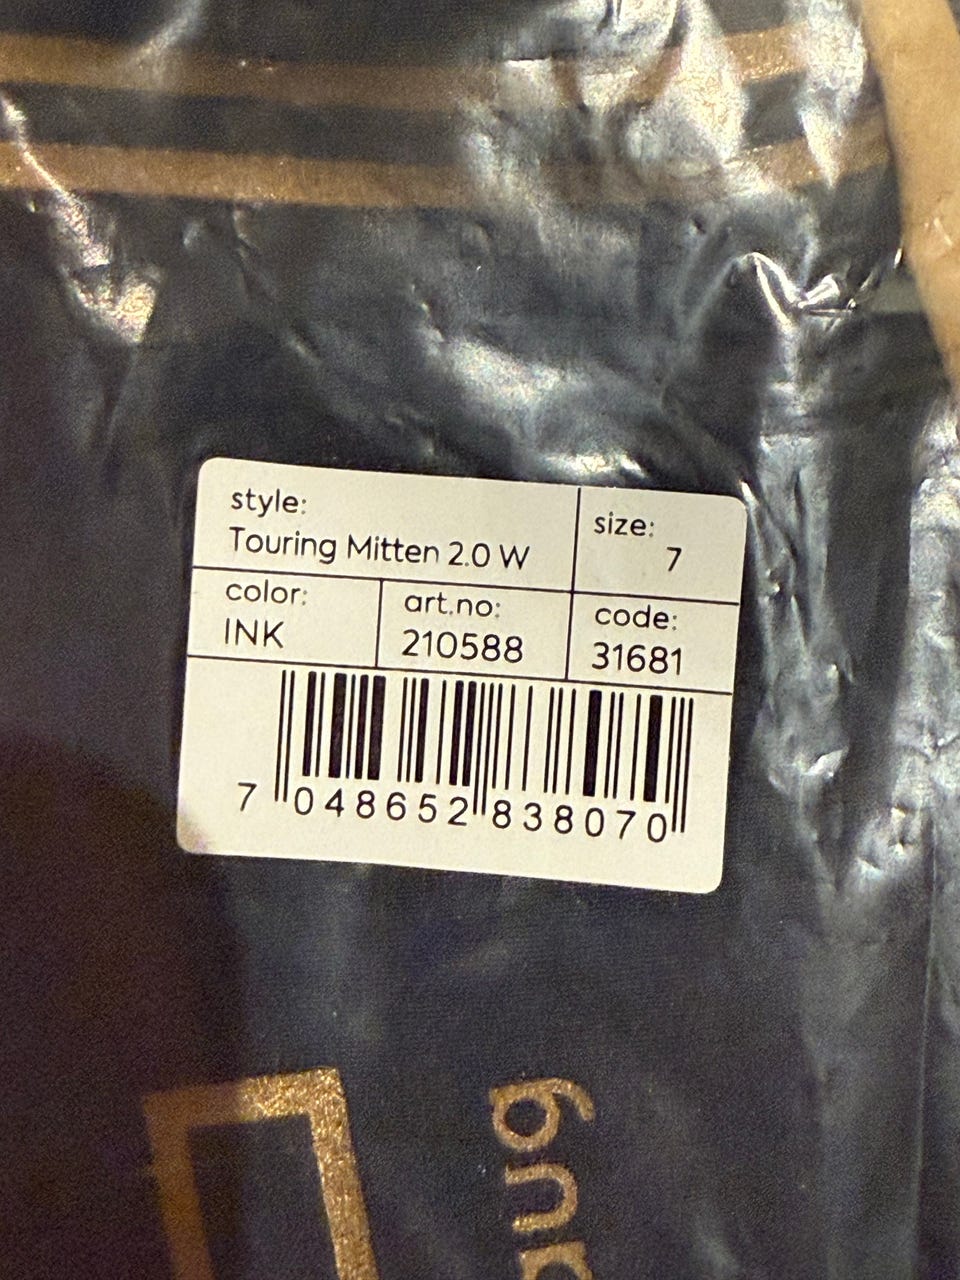 style:
Touring Mitten 2.0 W
size:
7
color:
INK
art.no:
210588
code:
31681
7 048652 838070